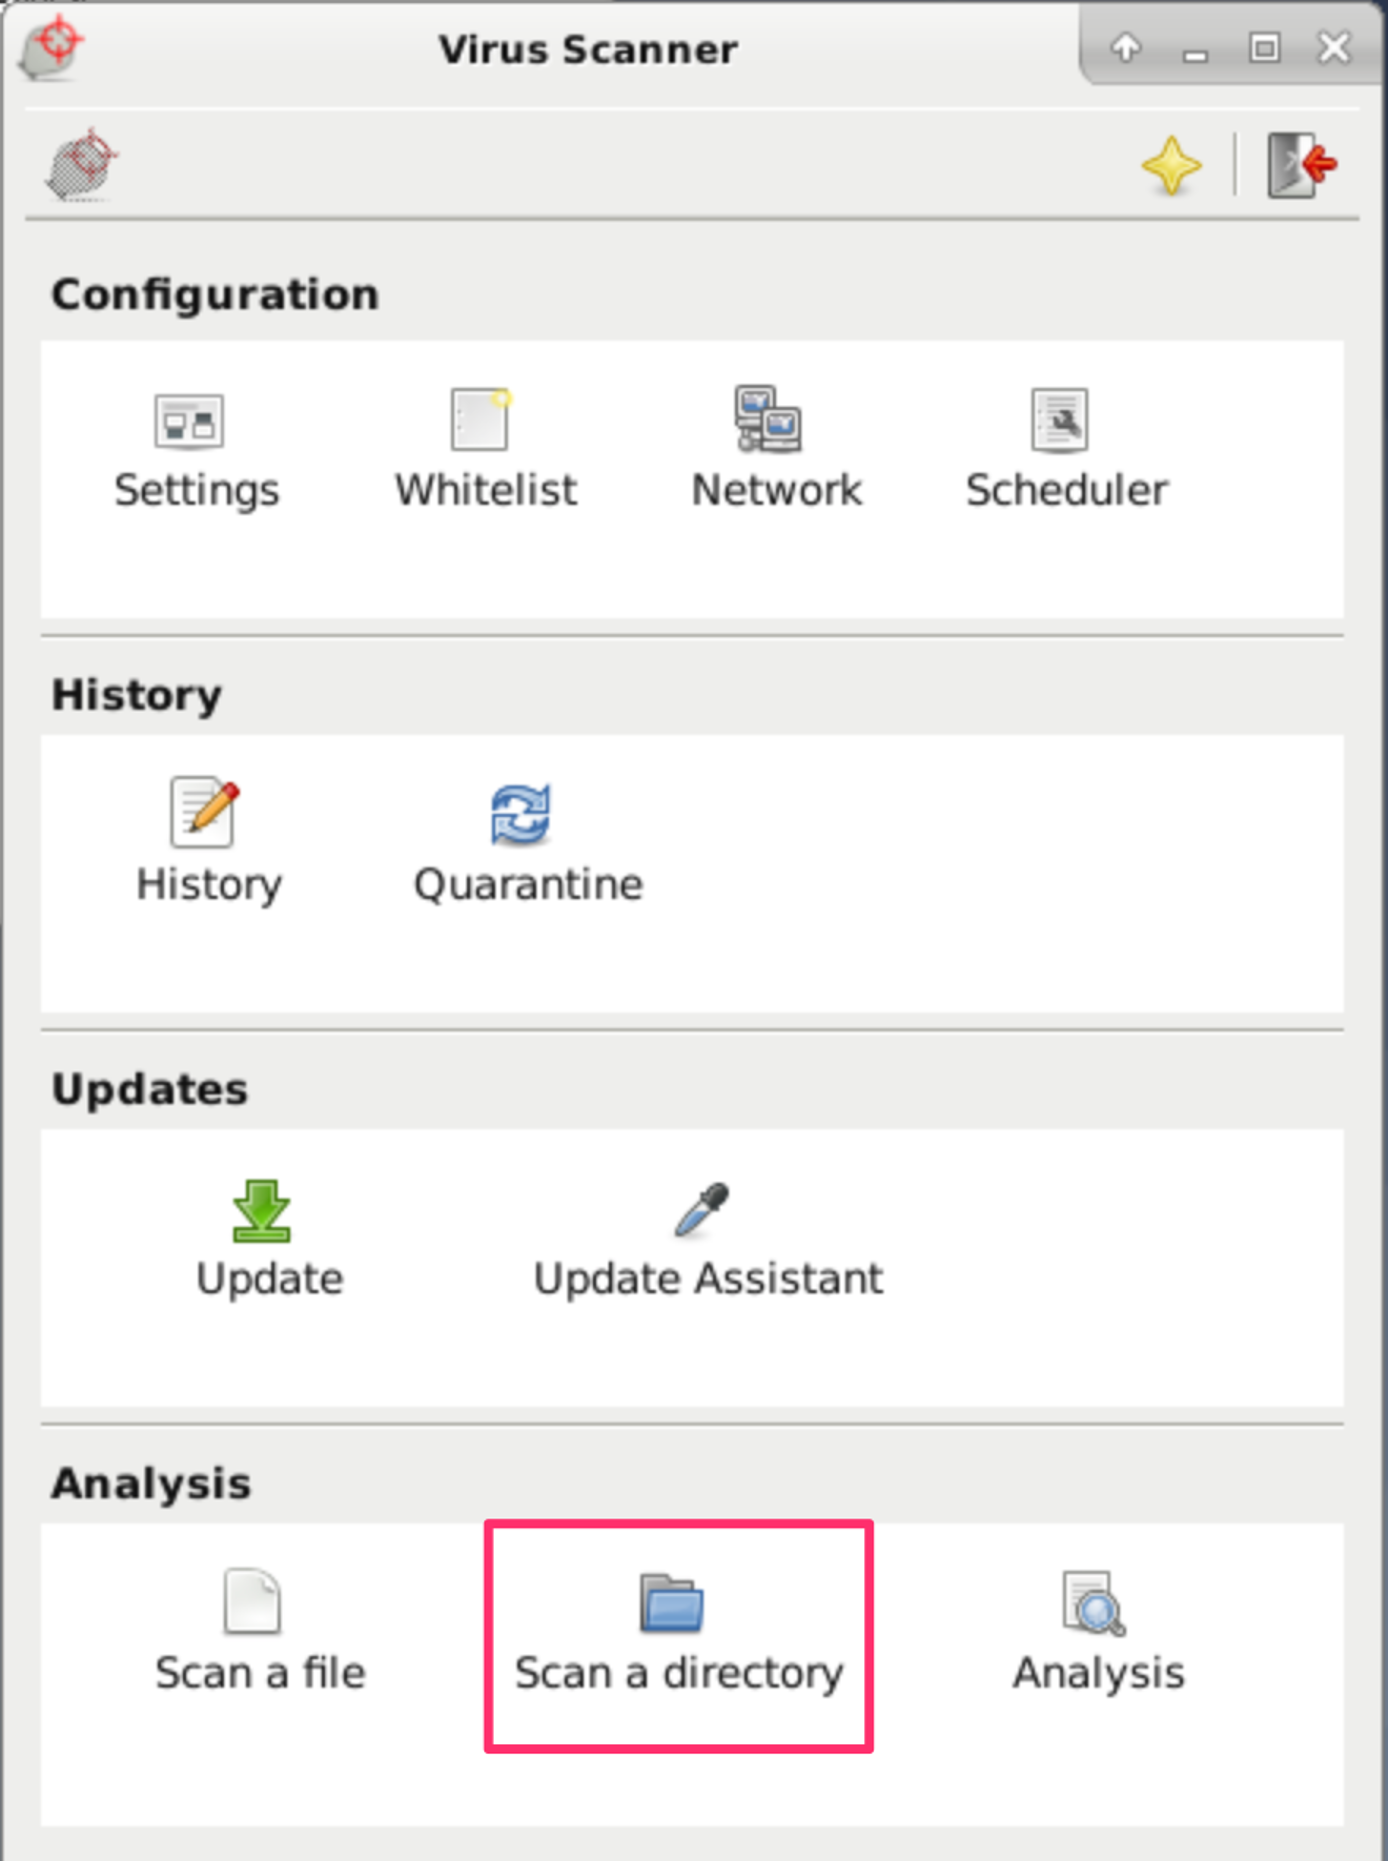 Virus Scanner
Configuration
Settings Whitelist Network Scheduler
History
History Quarantine
Updates
Update Update Assistant
Analysis
Scan a file Scan a directory Analysis